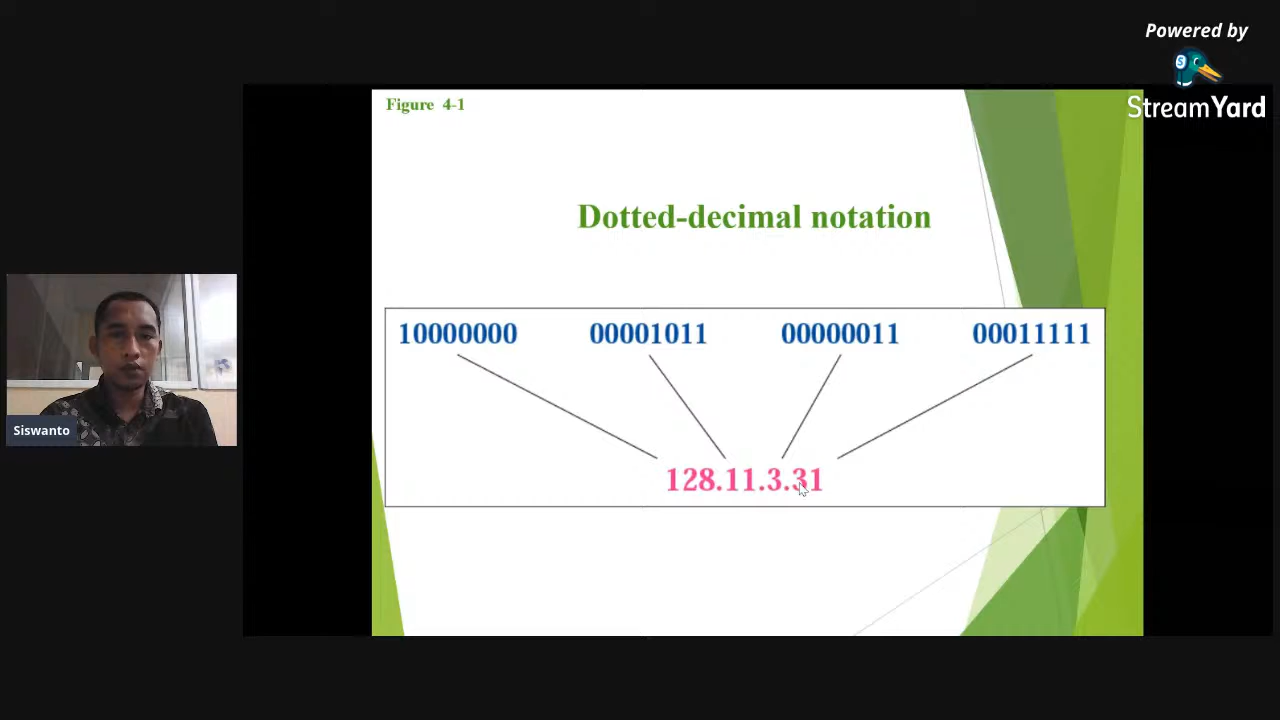 Powered by
StreamYard
Figure 4-1
Dotted-decimal notation
10000000 00001011 00000011 00011111
128.11.3.31
Siswanto